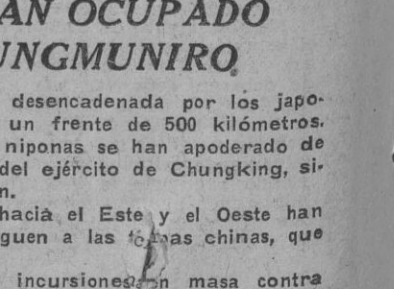 AN OCUPADO
UNGMUNIRO
desencadenada por los japo-
un frente de 500 kilómetros.
niponas se han apoderado de
del ejército de Chungking, si-
n.
hacia el Este y el Oeste han
guen a las chinas, que
incursiones en masa contra